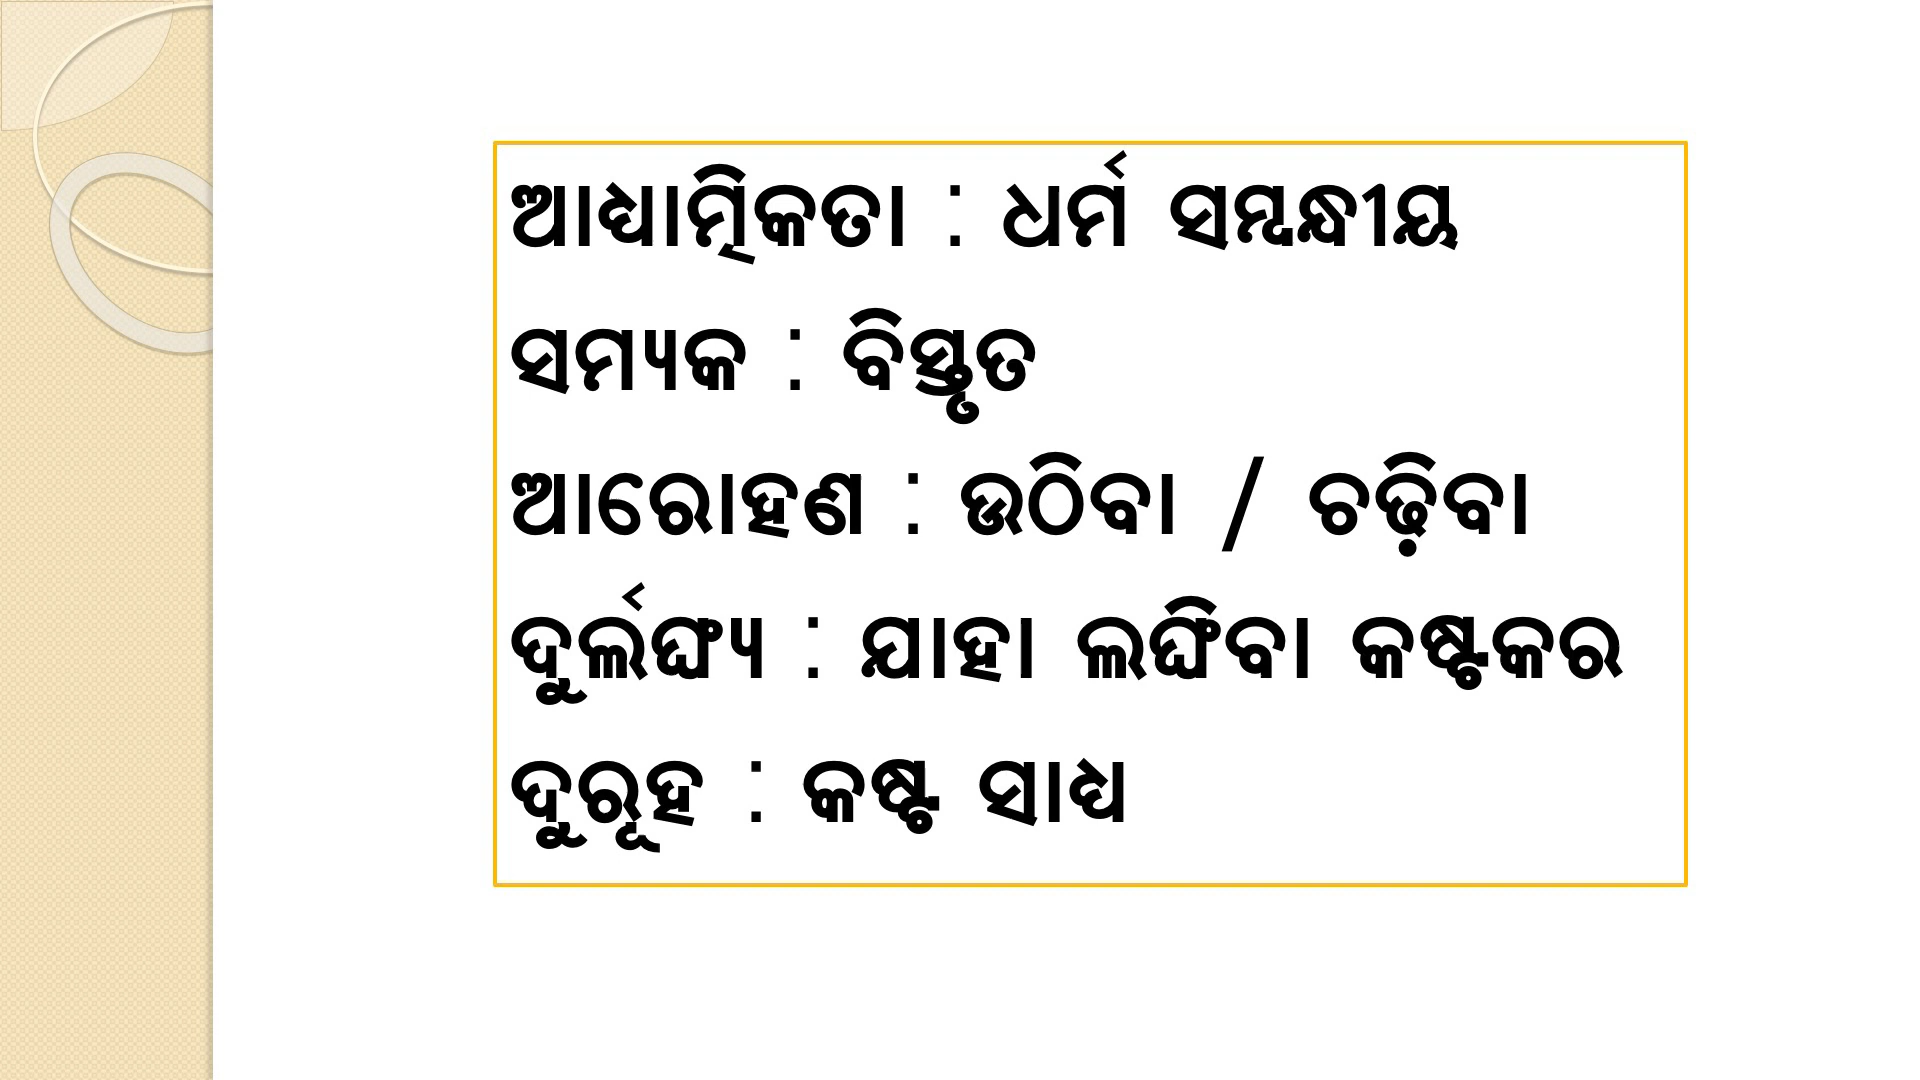 ଆଧ୍ୟାତ୍ମିକତା : ଧର୍ମ ସମ୍ବନ୍ଧୀୟ
ସମ୍ୟକ : ବିସ୍ତୃତ
ଆରୋହଣ : ଉଠିବା / ଚଢ଼ିବା
ଦୁର୍ଲଙ୍ଘ୍ୟ : ଯାହା ଲଙ୍ଘିବା କଷ୍ଟକର
ଦୁରୂହ : କଷ୍ଟ ସାଧ୍ୟ